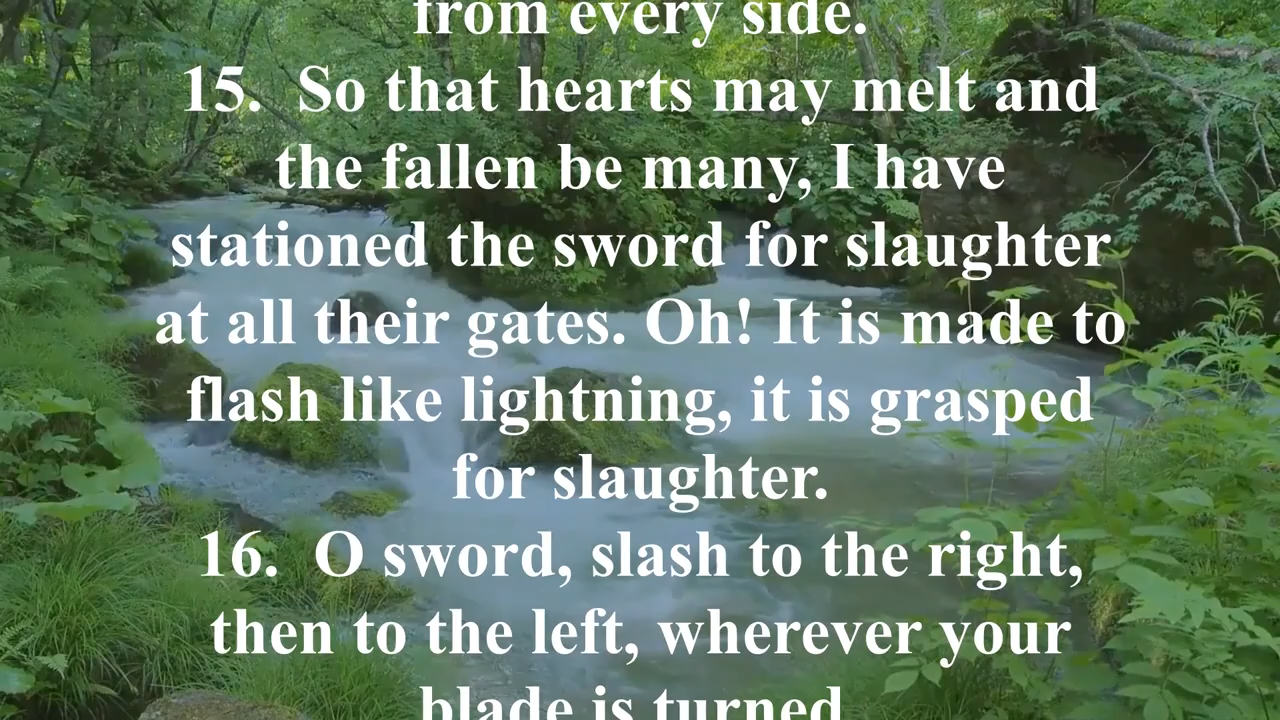 from every side.
15.  So that hearts may melt and
the fallen be many, I have
stationed the sword for slaughter
at all their gates. Oh! It is made to
flash like lightning, it is grasped
for slaughter.
16.  O sword, slash to the right,
then to the left, wherever your
blade is turned